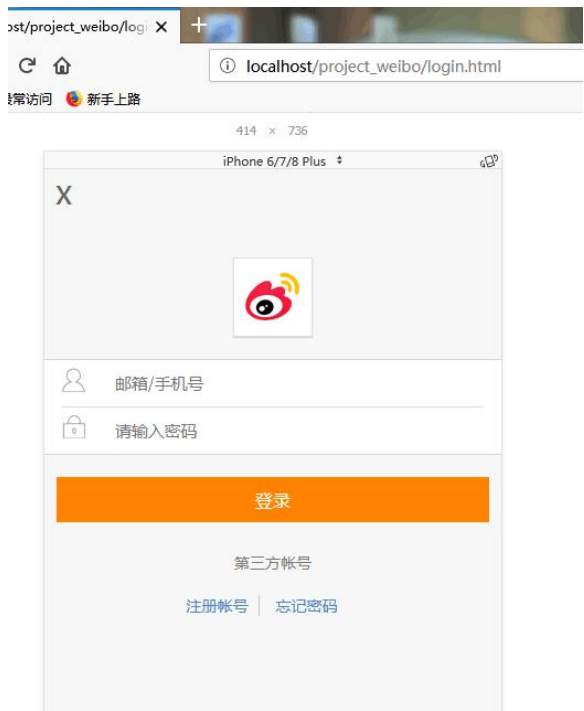 ost/project_weibo/logi X +
localhost/project_weibo/login.html
常访问 新手上路
414 × 736
iPhone 6/7/8 Plus
X
邮箱/手机号
请输入密码
登录
第三方帐号
注册帐号 忘记密码